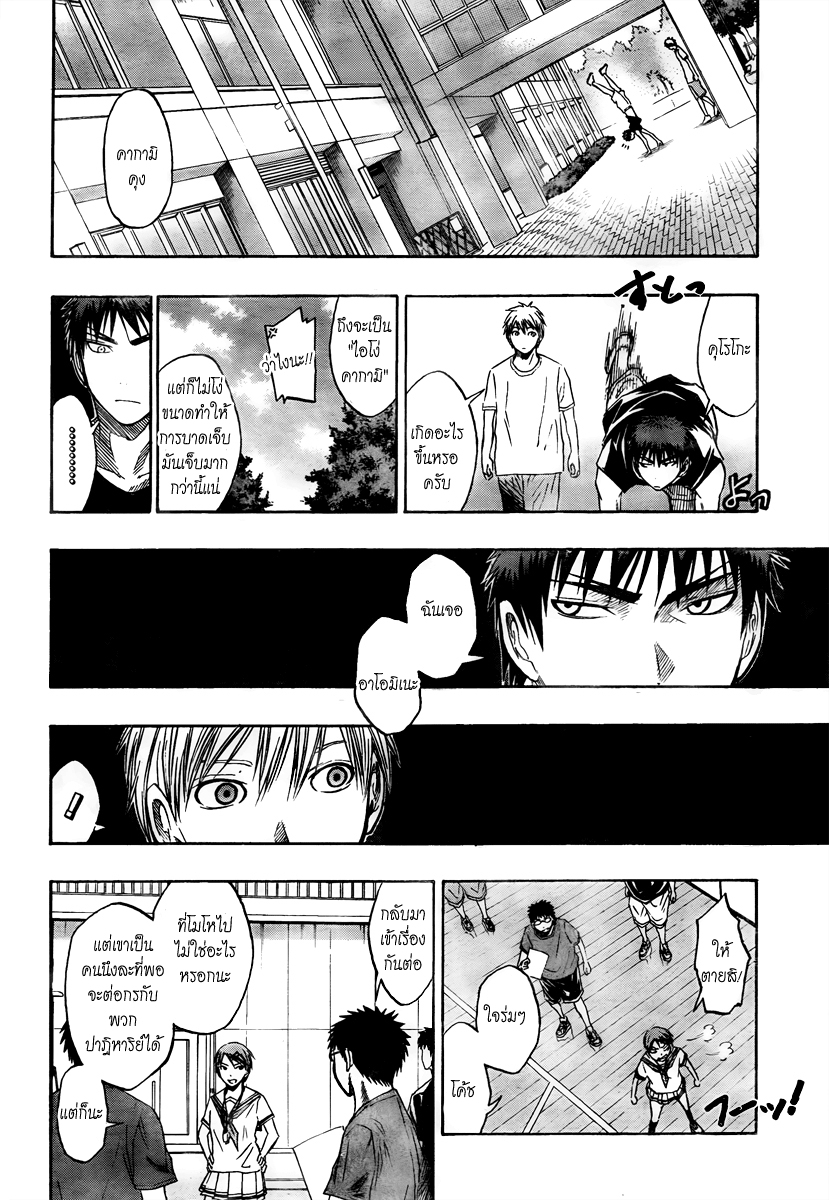 คากามิ
คุง
すとっ
คุโรโกะ
よっ
เกิดอะไร
ขึ้นหรอ
ครับ
ถึงจะเป็น
"ไอโง่
คากามิ"
ว่าไงนะ!!
แต่ก็ไม่โง่
ขนาดทำให้
การบาดเจ็บ
มันเจ็บมาก
กว่านี้แน่
ฉันเจอ
อาโอมิเนะ
!
ให้
ตายสิ!
ใจร่มๆ
โค้ช
フーッ!
กลับมา
เข้าเรื่อง
กันต่อ
ที่โมโหไป
ไม่ใช่อะไร
หรอกนะ
แต่เขาเป็น
คนนึงละที่พอ
จะต่อกรกับ
พวก
ปาฏิหาริย์ได้
แต่ก็นะ